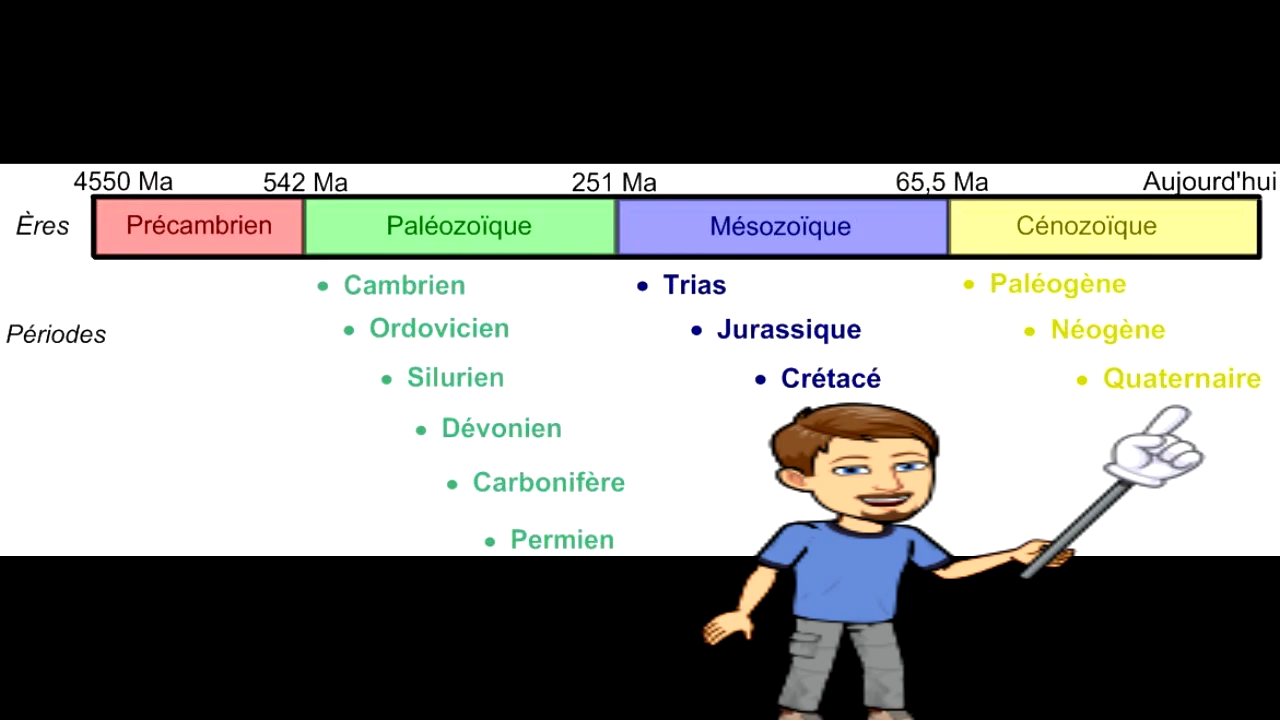 4550 Ma 542 Ma 251 Ma 65,5 Ma Aujourd'hui
Ères Précambrien Paléozoïque Mésozoïque Cénozoïque
Périodes
Cambrien
Ordovicien
Silurien
Dévonien
Carbonifère
Permien
Trias
Jurassique
Crétacé
Paléogène
Néogène
Quaternaire